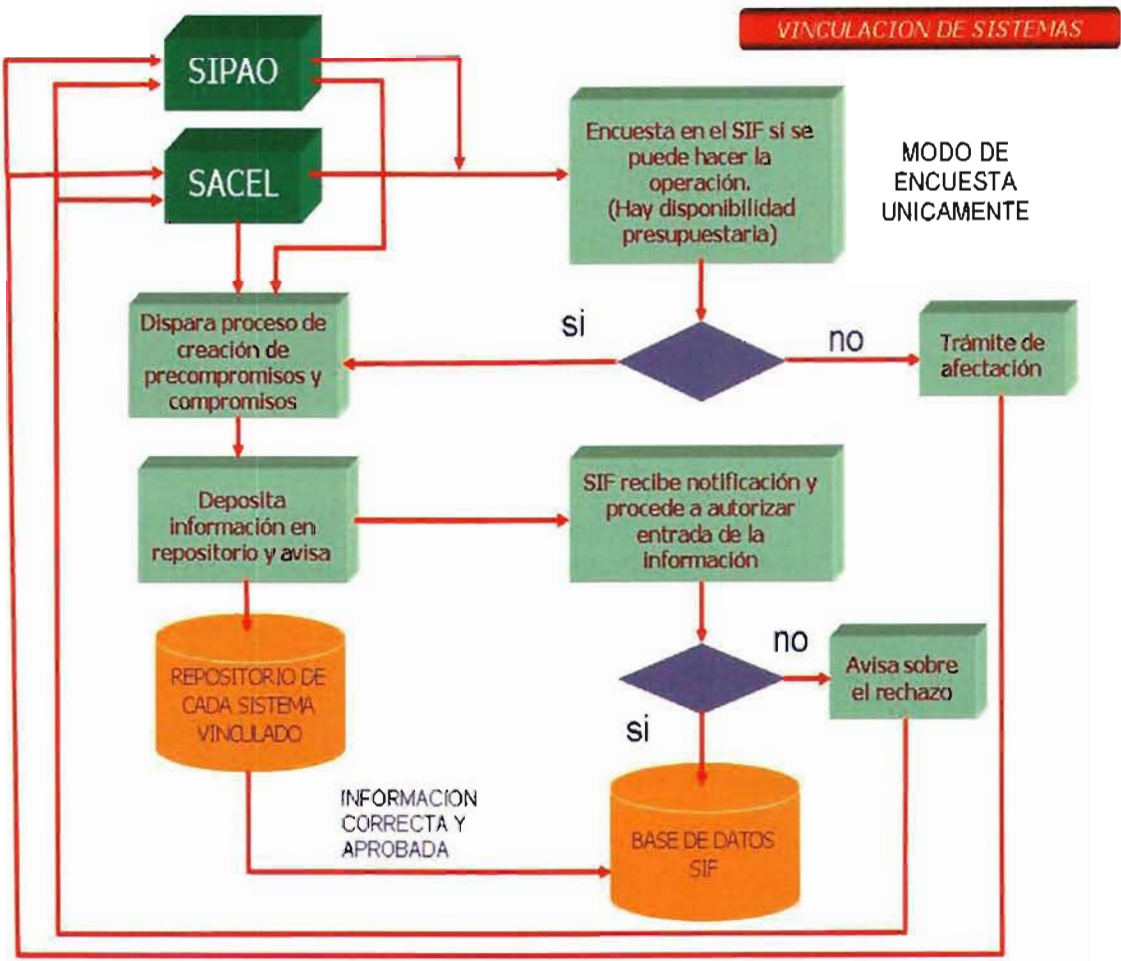 VINCULACION DE SISTEMAS
SIPAO
SACEL
Encuesta en el SIF sí se
puede hacer la
operación.
(Hay disponibilidad
presupuestaria)
MODO DE
ENCUESTA
UNICAMENTE
Dispara proceso de
creación de
precompromisos y
compromisos
si
no
Trámite de
afectación
Deposita
información en
repositorio y avisa
SIF recibe notificación y
procede a autorizar
entrada de la
información
REPOSITORIO DE
CADA SISTEMA
VINCULADO
no
Avisa sobre
el rechazo
si
INFORMACION
CORRECTA Y
APROBADA
BASE DE DATOS
SIF